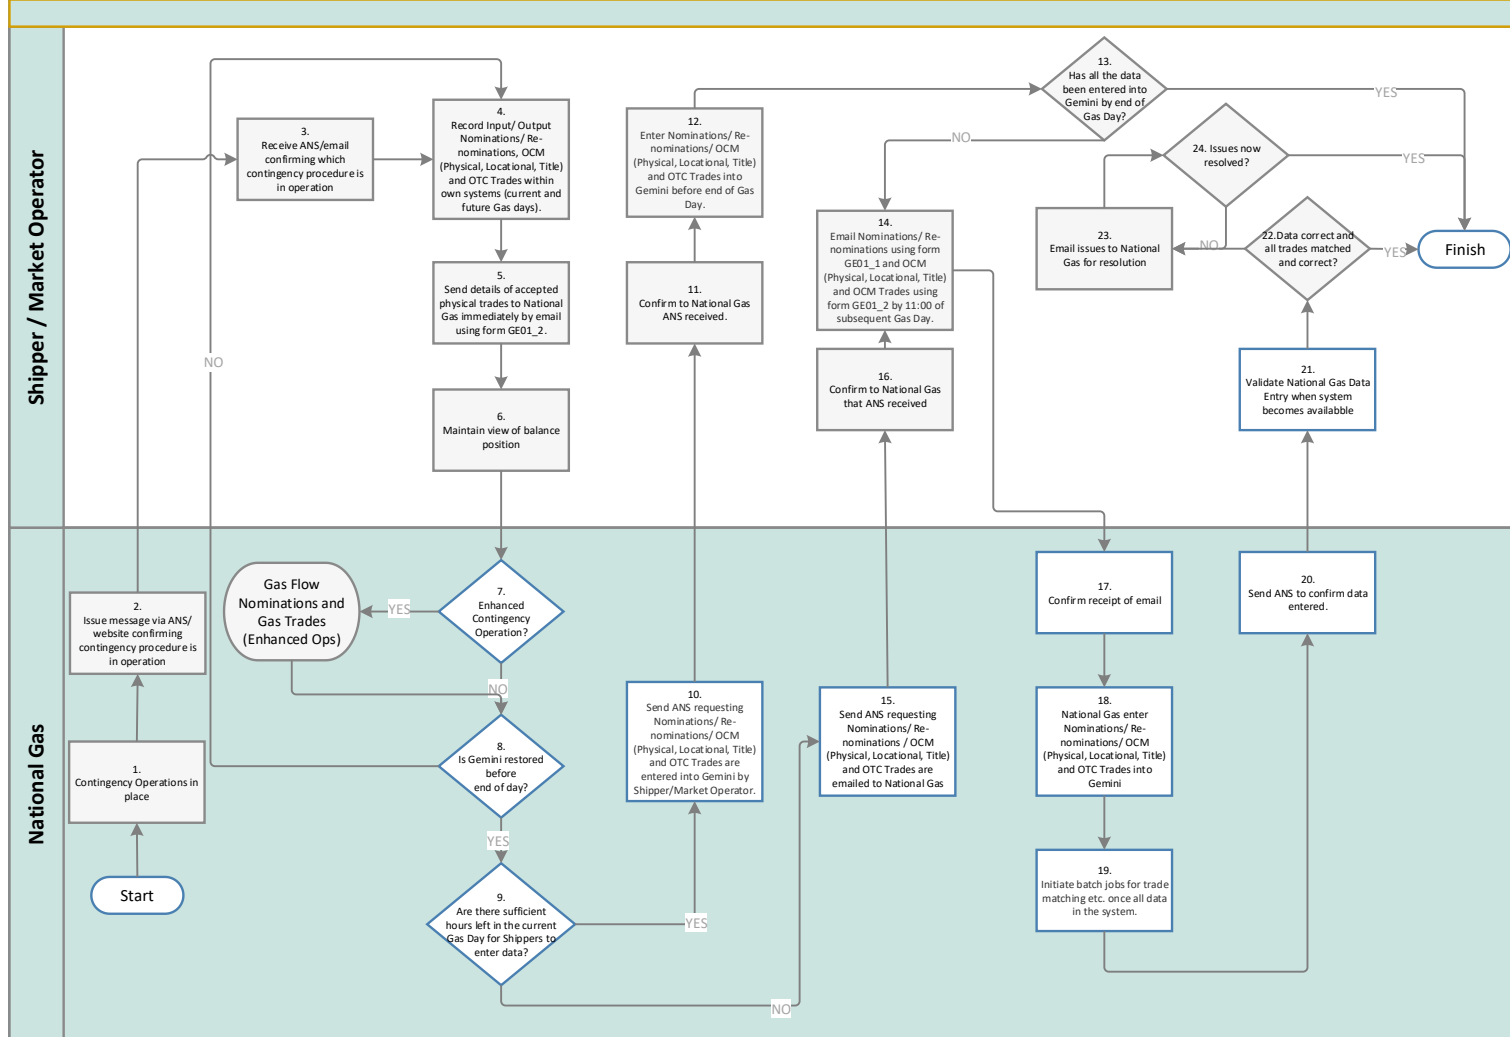 Shipper / Market Operator
National Gas
Start
1.
Contingency Operations in
place
2.
Issue message via ANS/
website confirming
contingency procedure is
in operation
3.
Receive ANS/email
confirming which
contingency procedure is
in operation
4.
Record Input/ Output
Nominations/ Re-
nominations, OCM
(Physical, Locational, Title)
and OTC Trades within
own systems (current and
future Gas days).
5.
Send details of accepted
physical trades to National
Gas immediately by email
using form GE01_2.
6.
Maintain view of balance
position
7.
Enhanced
Contingency
Operation?
YES
Gas Flow
Nominations and
Gas Trades
(Enhanced Ops)
NO
8.
Is Gemini restored
before
end of day?
NO
YES
9.
Are there sufficient
hours left in the current
Gas Day for Shippers to
enter data?
YES
NO
10.
Send ANS requesting
Nominations/ Re-
nominations/ OCM
(Physical, Locational, Title)
and OTC Trades are
entered into Gemini by
Shipper/Market Operator.
11.
Confirm to National Gas
ANS received.
12.
Enter Nominations/ Re-
nominations/ OCM
(Physical, Locational, Title)
and OTC Trades into
Gemini before end of Gas
Day.
13.
Has all the data
been entered into
Gemini by end of
Gas Day?
YES
NO
14.
Email Nominations/ Re-
nominations using form
GE01_1 and OCM
(Physical, Locational, Title)
and OCM Trades using
form GE01_2 by 11:00 of
subsequent Gas Day.
15.
Send ANS requesting
Nominations/ Re-
nominations / OCM
(Physical, Locational, Title)
and OTC Trades are
emailed to National Gas
16.
Confirm to National Gas
that ANS received
17.
Confirm receipt of email
18.
National Gas enter
Nominations/ Re-
nominations/ OCM
(Physical, Locational, Title)
and OTC Trades into
Gemini
19.
Initiate batch jobs for trade
matching etc. once all data
in the system.
20.
Send ANS to confirm data
entered.
21.
Validate National Gas Data
Entry when system
becomes availabble
22.Data correct and
all trades matched
and correct?
YES
NO
23.
Email issues to National
Gas for resolution
24. Issues now
resolved?
YES
Finish